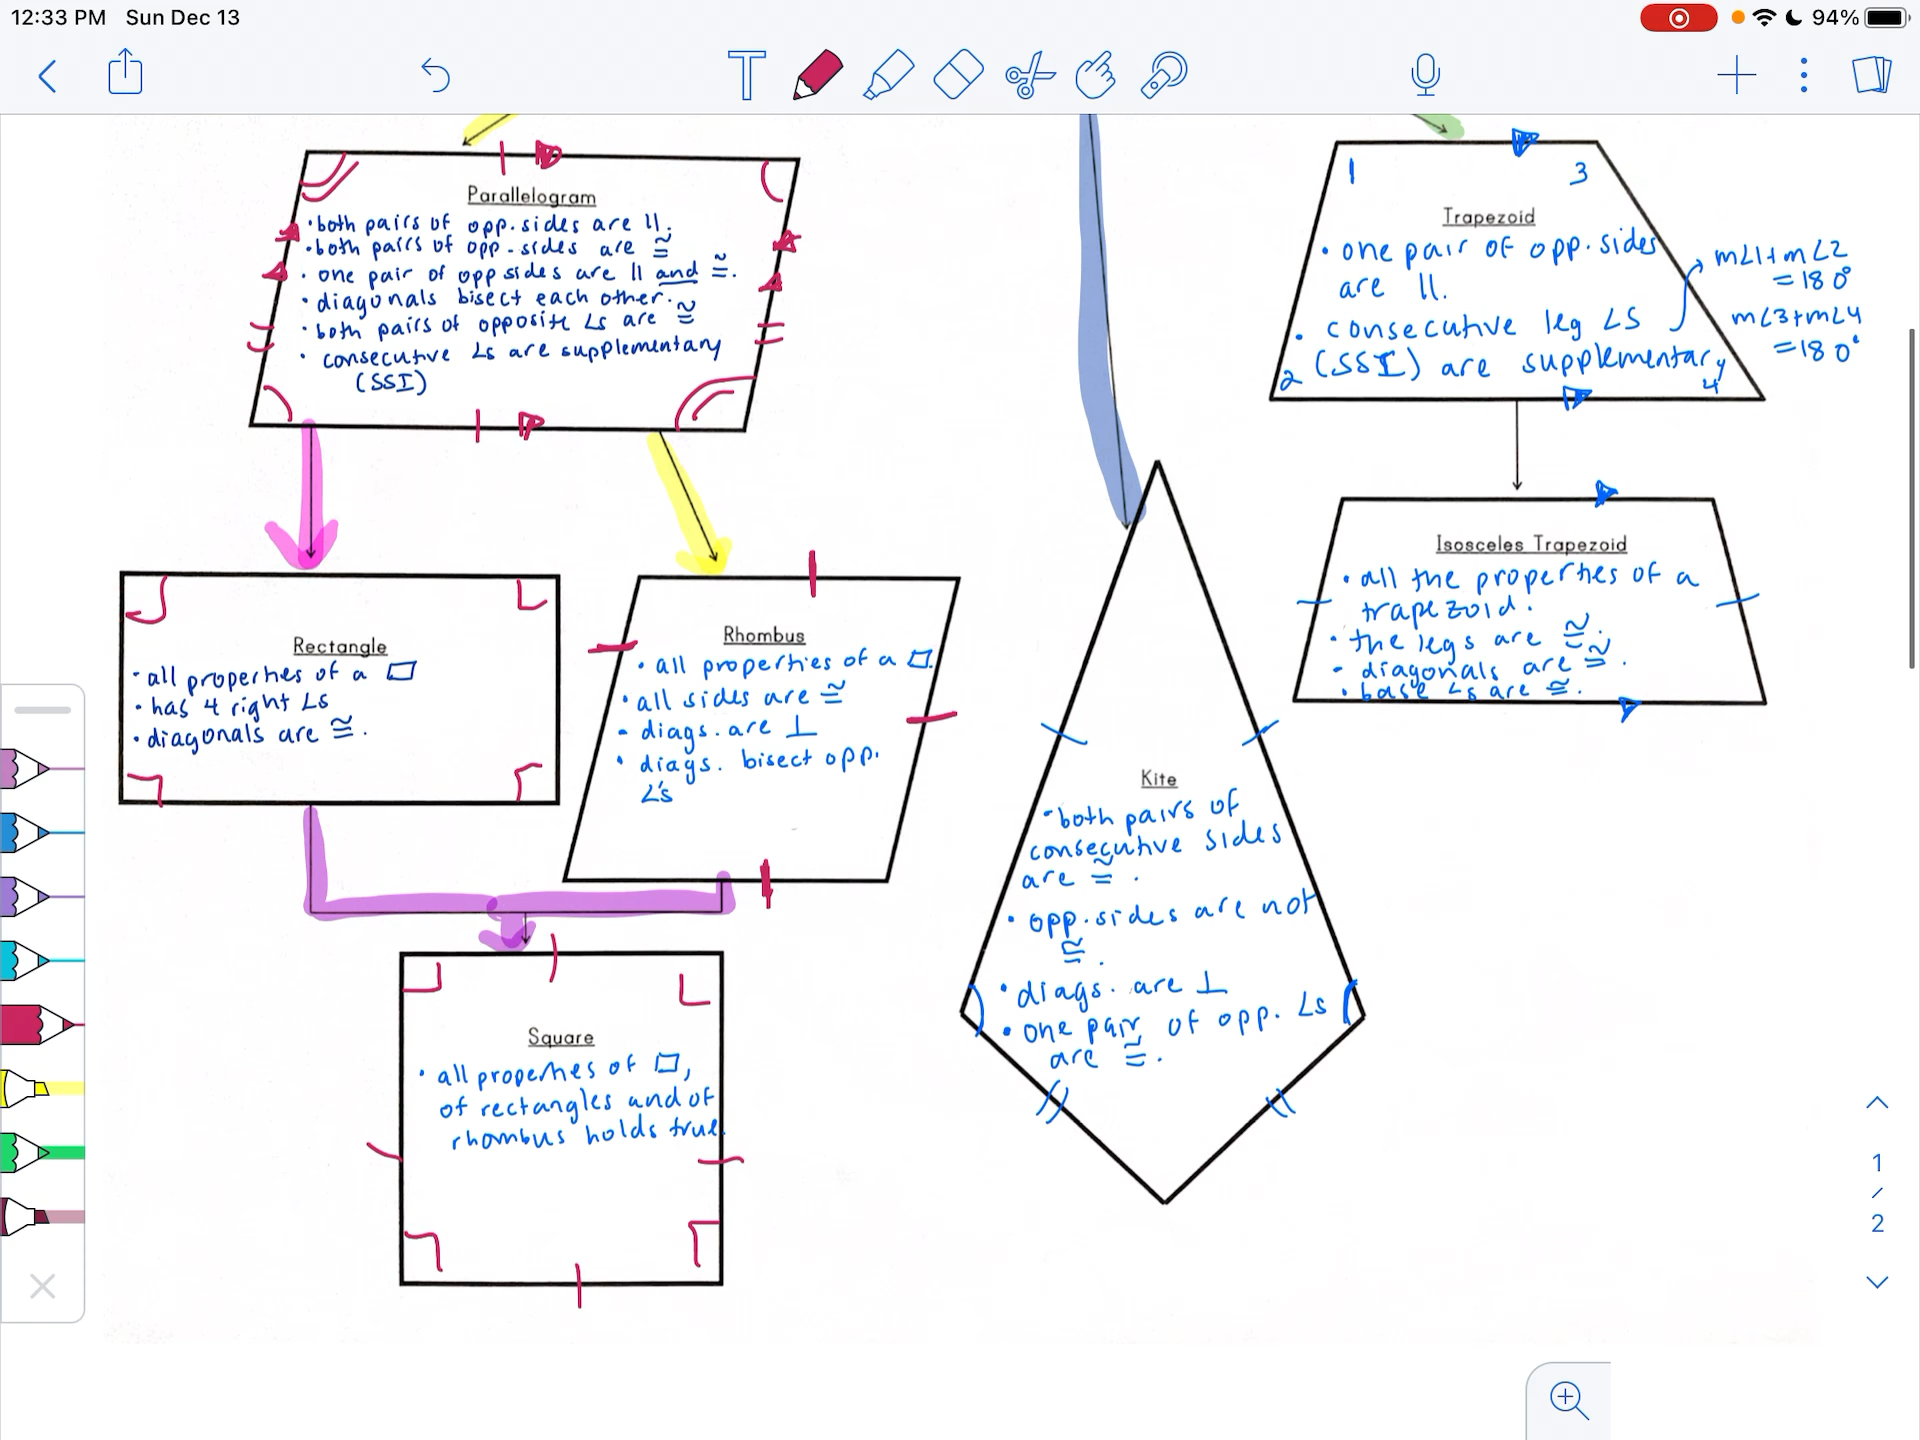 12:33 PM Sun Dec 13
94%
Parallelogram
• both pairs of opp. sides are ||.
• both pairs of opp. sides are ≅
• one pair of opp sides are || and ≅.
• diagonals bisect each other.
• both pairs of opposite ∠s are ≅
• consecutive ∠s are supplementary
(SSI)
1 3
Trapezoid
• one pair of opp. sides
are ||.
• consecutive leg ∠s
(SSI) are supplementary
2 4
m∠1+m∠2
=180°
m∠3+m∠4
=180°
Isosceles Trapezoid
• all the properties of a
trapezoid.
• the legs are ≅.
• diagonals are ≅.
• base ∠s are ≅.
Rectangle
• all properties of a ▱
• has 4 right ∠s
• diagonals are ≅.
Rhombus
• all properties of a ▱.
• all sides are ≅
• diags. are ⊥
• diags. bisect opp.
∠'s
Kite
• both pairs of
consecutive sides
are ≅.
• opp. sides are not
≅.
• diags. are ⊥
• one pair of opp. ∠s
are ≅.
Square
• all properties of ▱,
of rectangles and of
rhombus holds true.
1
/
2